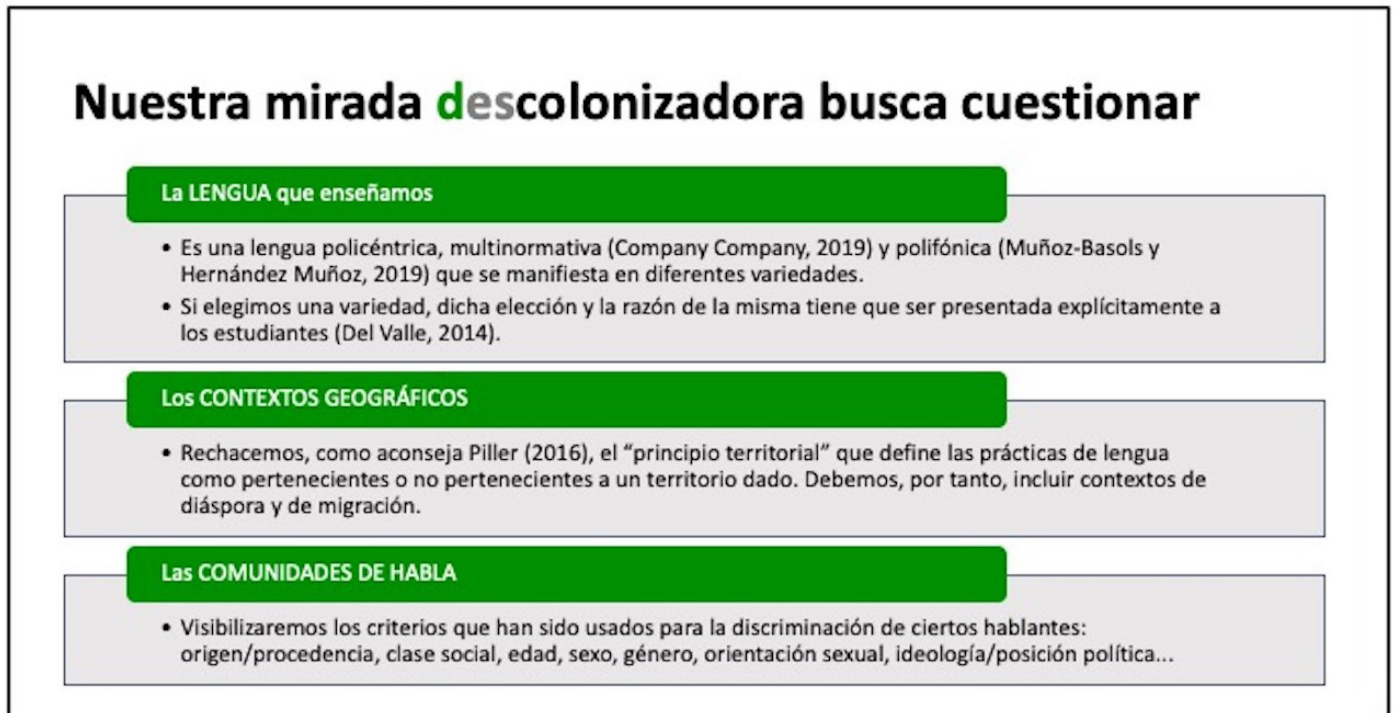 Nuestra mirada descolonizadora busca cuestionar
La LENGUA que enseñamos
• Es una lengua policéntrica, multinormativa (Company Company, 2019) y polifónica (Muñoz-Basols y
Hernández Muñoz, 2019) que se manifiesta en diferentes variedades.
• Si elegimos una variedad, dicha elección y la razón de la misma tiene que ser presentada explícitamente a
los estudiantes (Del Valle, 2014).
Los CONTEXTOS GEOGRÁFICOS
• Rechacemos, como aconseja Piller (2016), el “principio territorial” que define las prácticas de lengua
como pertenecientes o no pertenecientes a un territorio dado. Debemos, por tanto, incluir contextos de
diáspora y de migración.
Las COMUNIDADES DE HABLA
• Visibilizaremos los criterios que han sido usados para la discriminación de ciertos hablantes:
origen/procedencia, clase social, edad, sexo, género, orientación sexual, ideología/posición política...